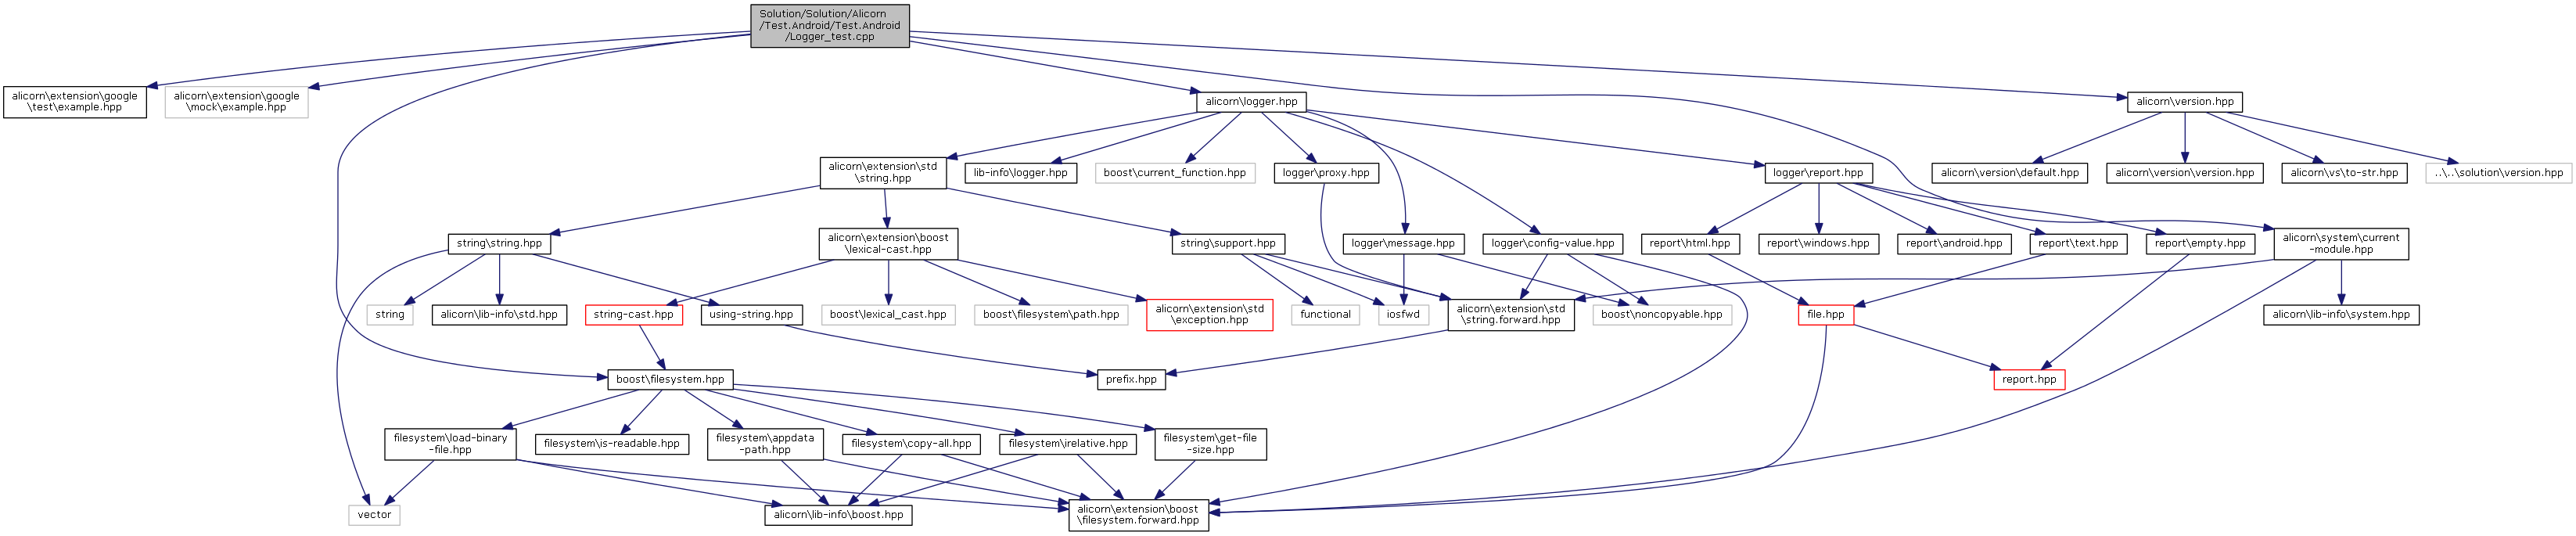 Solution/Solution/Alicorn
/Test.Android/Test.Android
/Logger_test.cpp
alicorn\extension\google
\test\example.hpp
alicorn\extension\google
\mock\example.hpp
alicorn\logger.hpp
alicorn\version.hpp
alicorn\extension\std
\string.hpp
lib-info\logger.hpp
boost\current_function.hpp
logger\proxy.hpp
logger\report.hpp
alicorn\version\default.hpp
alicorn\version\version.hpp
alicorn\vs\to-str.hpp
..\..\solution\version.hpp
string\string.hpp
alicorn\extension\boost
\lexical-cast.hpp
string\support.hpp
logger\message.hpp
logger\config-value.hpp
report\html.hpp
report\windows.hpp
report\android.hpp
report\text.hpp
report\empty.hpp
alicorn\system\current
-module.hpp
string
alicorn\lib-info\std.hpp
string-cast.hpp
using-string.hpp
boost\lexical_cast.hpp
boost\filesystem\path.hpp
alicorn\extension\std
\exception.hpp
functional
iosfwd
alicorn\extension\std
\string.forward.hpp
boost\noncopyable.hpp
file.hpp
alicorn\lib-info\system.hpp
boost\filesystem.hpp
prefix.hpp
report.hpp
filesystem\load-binary
-file.hpp
filesystem\is-readable.hpp
filesystem\appdata
-path.hpp
filesystem\copy-all.hpp
filesystem\irelative.hpp
filesystem\get-file
-size.hpp
vector
alicorn\lib-info\boost.hpp
alicorn\extension\boost
\filesystem.forward.hpp